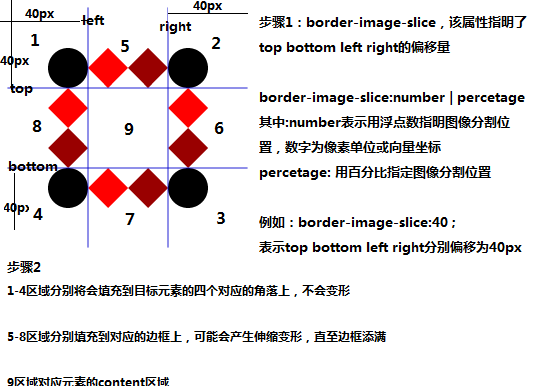 40px
left
40px
right
1
5
2
40px
top
8
9
6
bottom
40px
4
7
3
步骤1：border-image-slice，该属性指明了
top bottom left right的偏移量
border-image-slice:number | percetage
其中:number表示用浮点数指明图像分割位
置，数字为像素单位或向量坐标
percetage: 用百分比指定图像分割位置
例如：border-image-slice:40；
表示top bottom left right分别偏移为40px
步骤2
1-4区域分别将会填充到目标元素的四个对应的角落上，不会变形
5-8区域分别填充到对应的边框上，可能会产生伸缩变形，直至边框添满
9区域对应元素的content区域